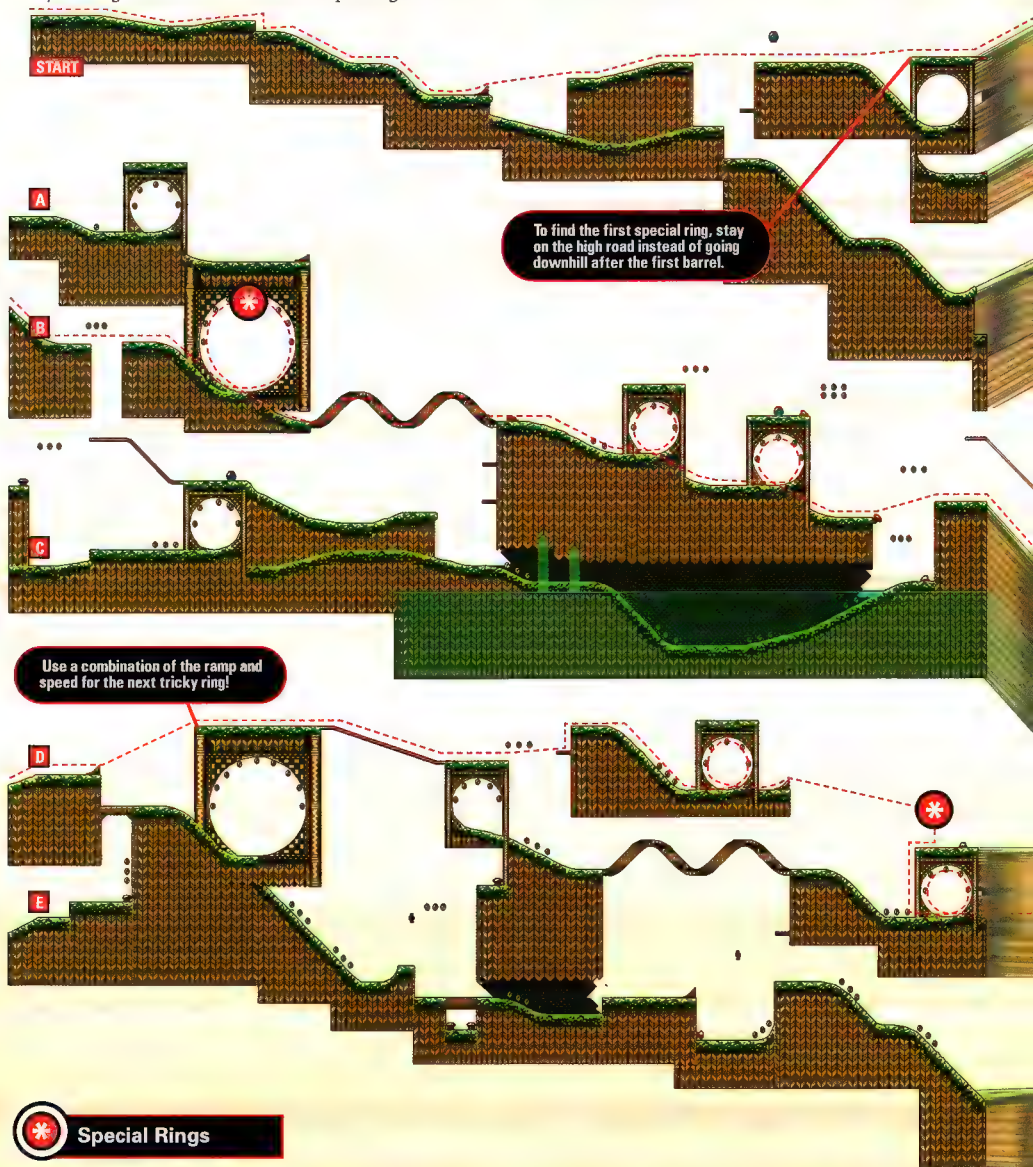 START
A
To find the first special ring, stay
on the high road instead of going
downhill after the first barrel.
B
C
Use a combination of the ramp and
speed for the next tricky ring!
D
E
Special Rings